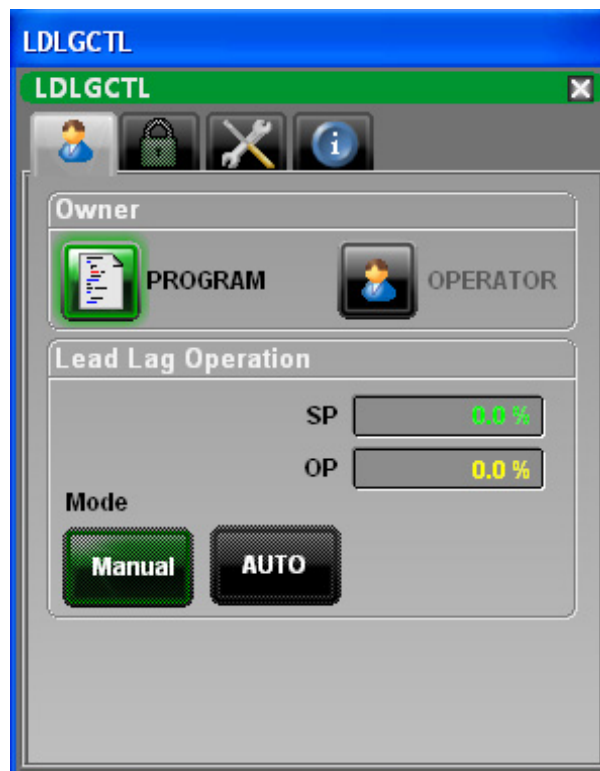 LDLGCTL
LDLGCTL
Owner
PROGRAM OPERATOR
Lead Lag Operation
SP 0.0 %
OP 0.0 %
Mode
Manual AUTO